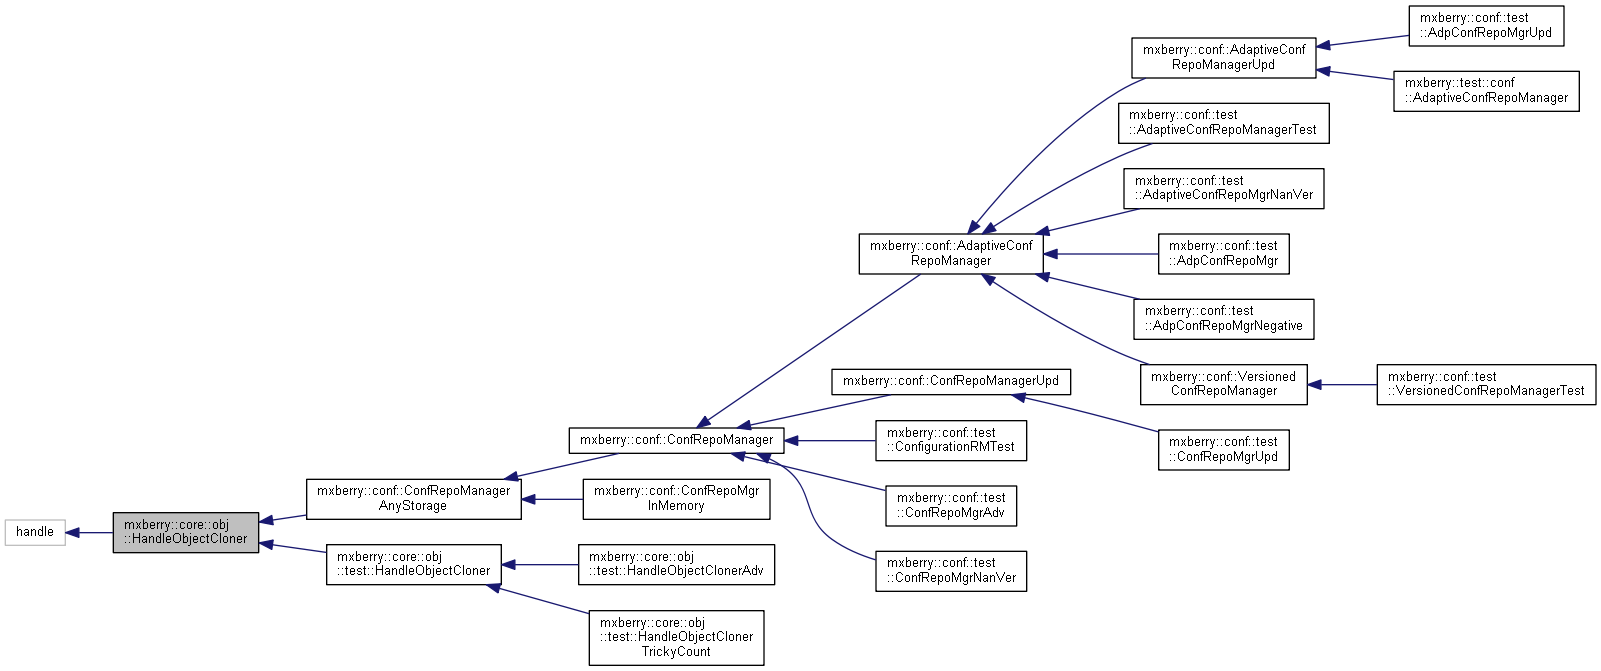 mxberry::conf::test
::AdpConfRepoMgrUpd
mxberry::conf::AdaptiveConf
RepoManagerUpd
mxberry::test::conf
::AdaptiveConfRepoManager
mxberry::conf::test
::AdaptiveConfRepoManagerTest
mxberry::conf::test
::AdaptiveConfRepoMgrNanVer
mxberry::conf::AdaptiveConf
RepoManager
mxberry::conf::test
::AdpConfRepoMgr
mxberry::conf::test
::AdpConfRepoMgrNegative
mxberry::conf::Versioned
ConfRepoManager
mxberry::conf::test
::VersionedConfRepoManagerTest
mxberry::conf::ConfRepoManagerUpd
mxberry::conf::ConfRepoManager
mxberry::conf::test
::ConfigurationRMTest
mxberry::conf::test
::ConfRepoMgrUpd
mxberry::conf::ConfRepoManager
AnyStorage
mxberry::conf::ConfRepoMgr
InMemory
mxberry::conf::test
::ConfRepoMgrAdv
handle
mxberry::core::obj
::HandleObjectCloner
mxberry::core::obj
::test::HandleObjectCloner
mxberry::core::obj
::test::HandleObjectClonerAdv
mxberry::conf::test
::ConfRepoMgrNanVer
mxberry::core::obj
::test::HandleObjectCloner
TrickyCount